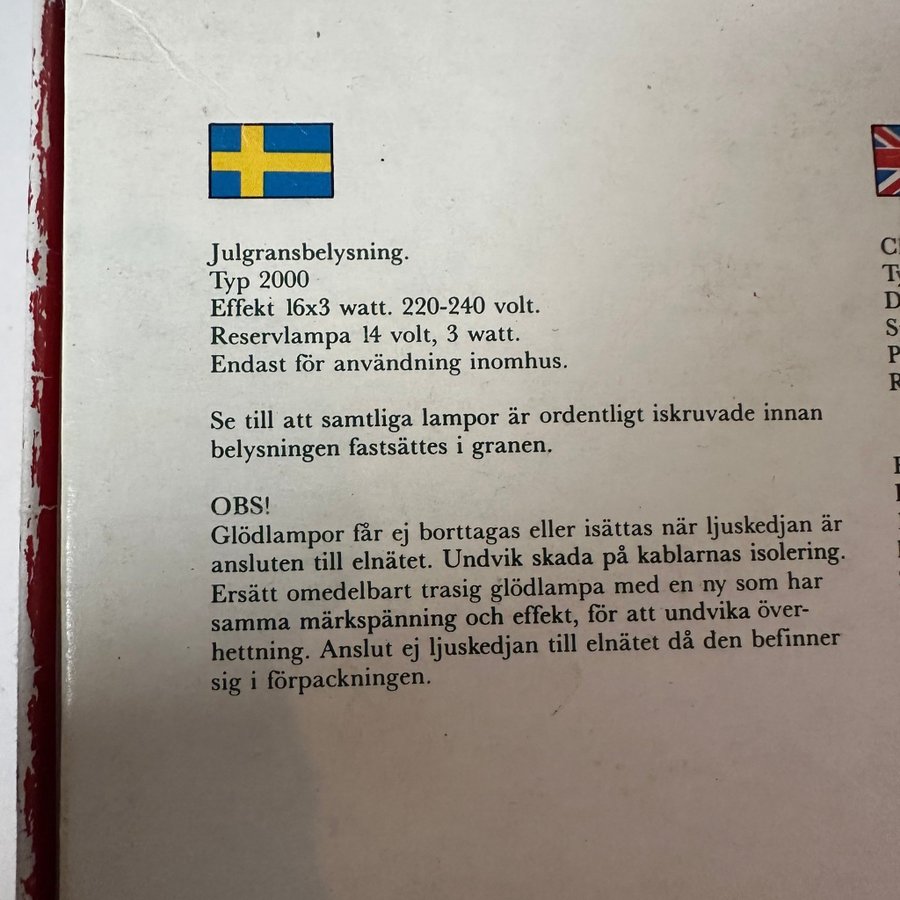 Julgransbelysning.
Typ 2000
Effekt 16x3 watt. 220-240 volt.
Reservlampa 14 volt, 3 watt.
Endast för användning inomhus.
Se till att samtliga lampor är ordentligt iskruvade innan
belysningen fastsättes i granen.
OBS!
Glödlampor får ej borttagas eller isättas när ljuskedjan är
ansluten till elnätet. Undvik skada på kablarnas isolering.
Ersätt omedelbart trasig glödlampa med en ny som har
samma märkspänning och effekt, för att undvika över-
hettning. Anslut ej ljuskedjan till elnätet då den befinner
sig i förpackningen.